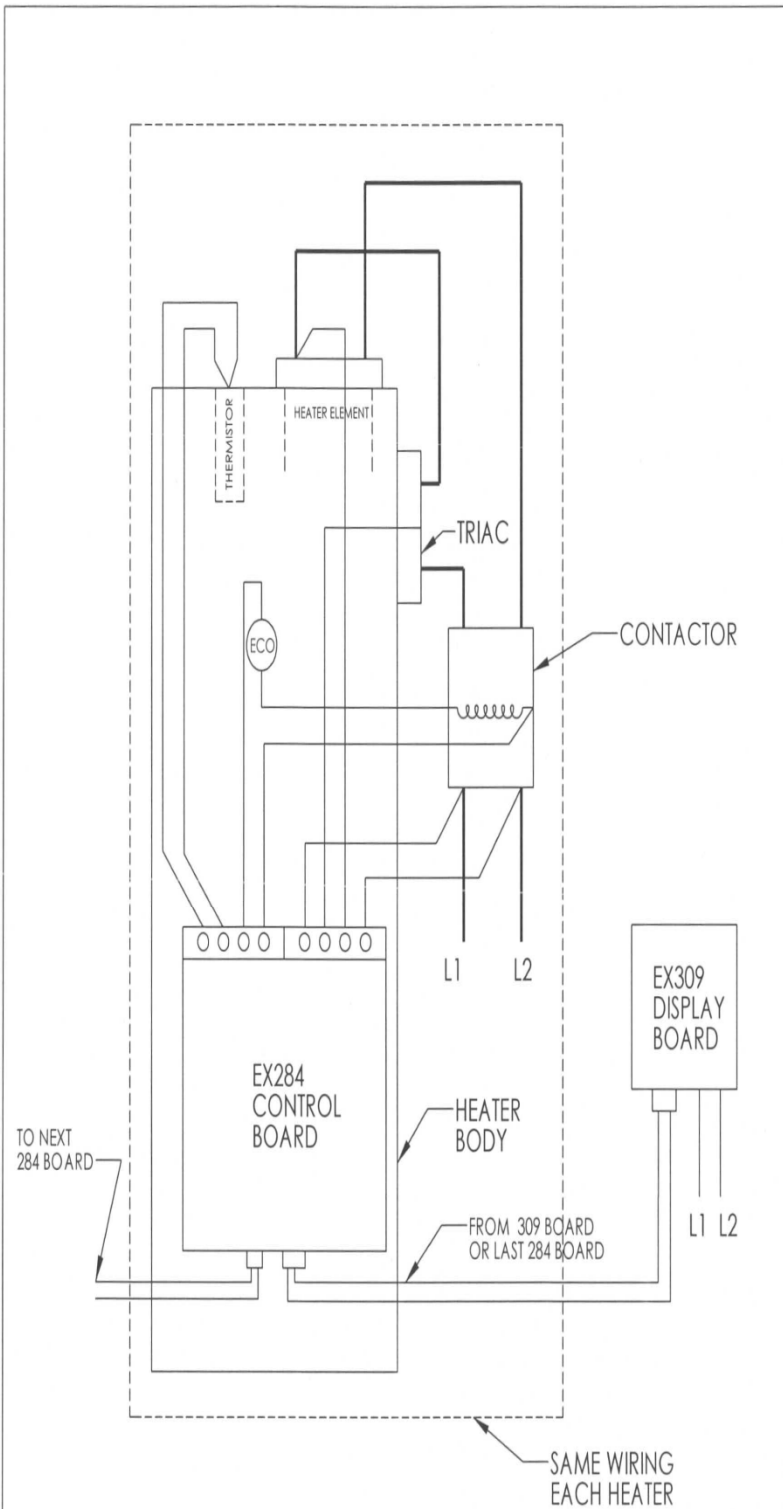 THERMISTOR
HEATER ELEMENT
TRIAC
CONTACTOR
ECO
L1 L2
EX309
DISPLAY
BOARD
EX284
CONTROL
BOARD
HEATER
BODY
TO NEXT
284 BOARD
L1 L2
FROM 309 BOARD
OR LAST 284 BOARD
SAME WIRING
EACH HEATER